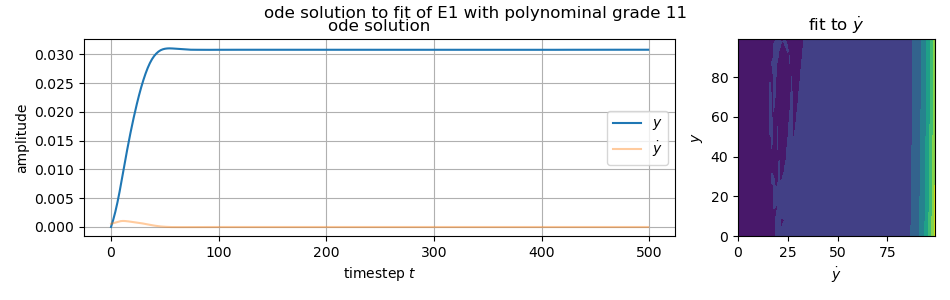 ode solution to fit of E1 with polynominal grade 11
ode solution
fit to ẏ
0.030
0.025
0.020
0.015
0.010
0.005
0.000
amplitude
0 100 200 300 400 500
timestep t
y
ẏ
80
60
40
20
0
y
0 25 50 75
ẏ